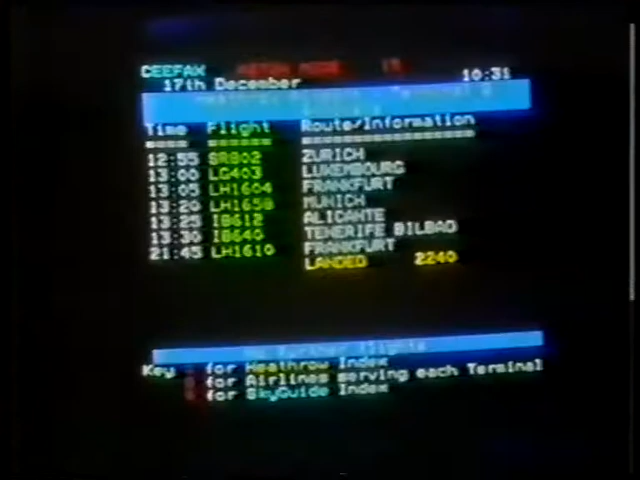 CEEFAX
17th December 10:31
Time Flight Route/Information
12:55 SR802 ZURICH
13:00 LG403 LUXEMBOURG
13:05 LH1604 FRANKFURT
13:20 LH1658 MUNICH
13:25 IB612 ALICANTE
13:30 IB640 TENERIFE BILBAO
21:45 LH1610 FRANKFURT
LANDED 2240
further flights
Key for Heathrow Index
for Airlines serving each Terminal
for SkyGuide Index